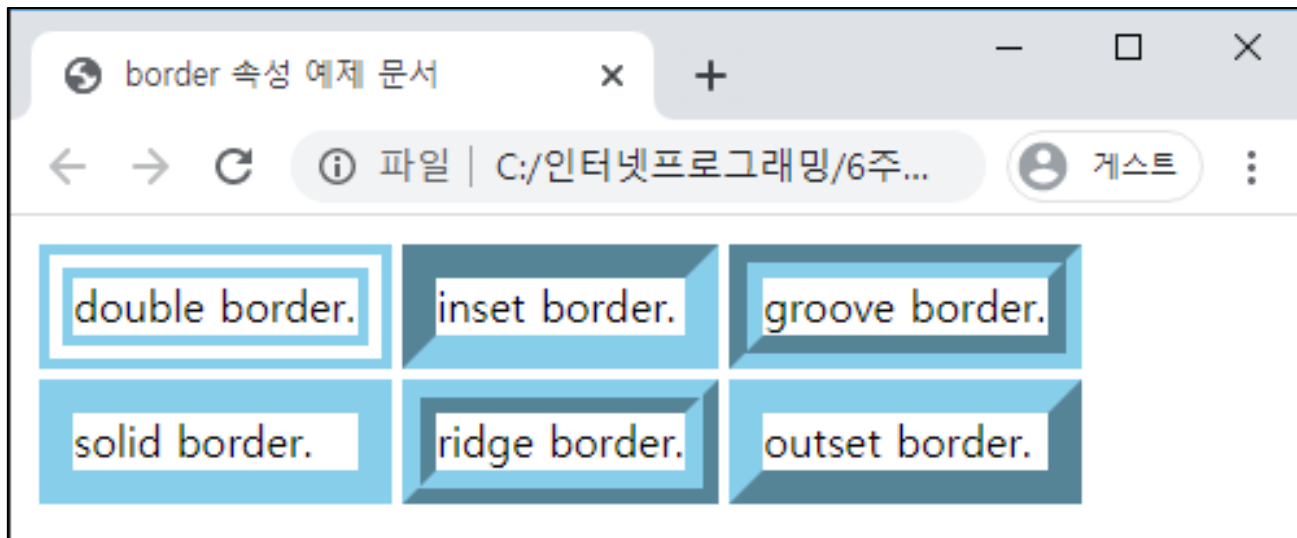 border 속성 예제 문서
파일 | C:/인터넷프로그래밍/6주... 게스트
double border. inset border. groove border.
solid border. ridge border. outset border.